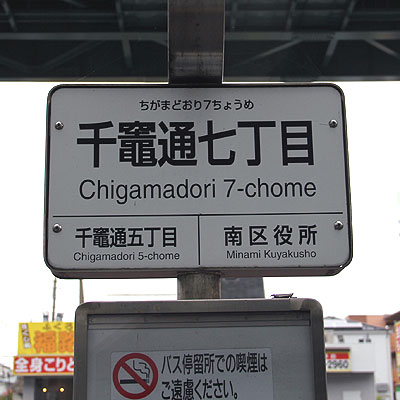 ちがまどおり7ちょうめ
千竈通七丁目
Chigamadori 7-chome
千竈通五丁目
Chigamadori 5-chome
南区役所
Minami Kuyakusho
バス停留所での喫煙は
ご遠慮ください。
全身こりと
2960